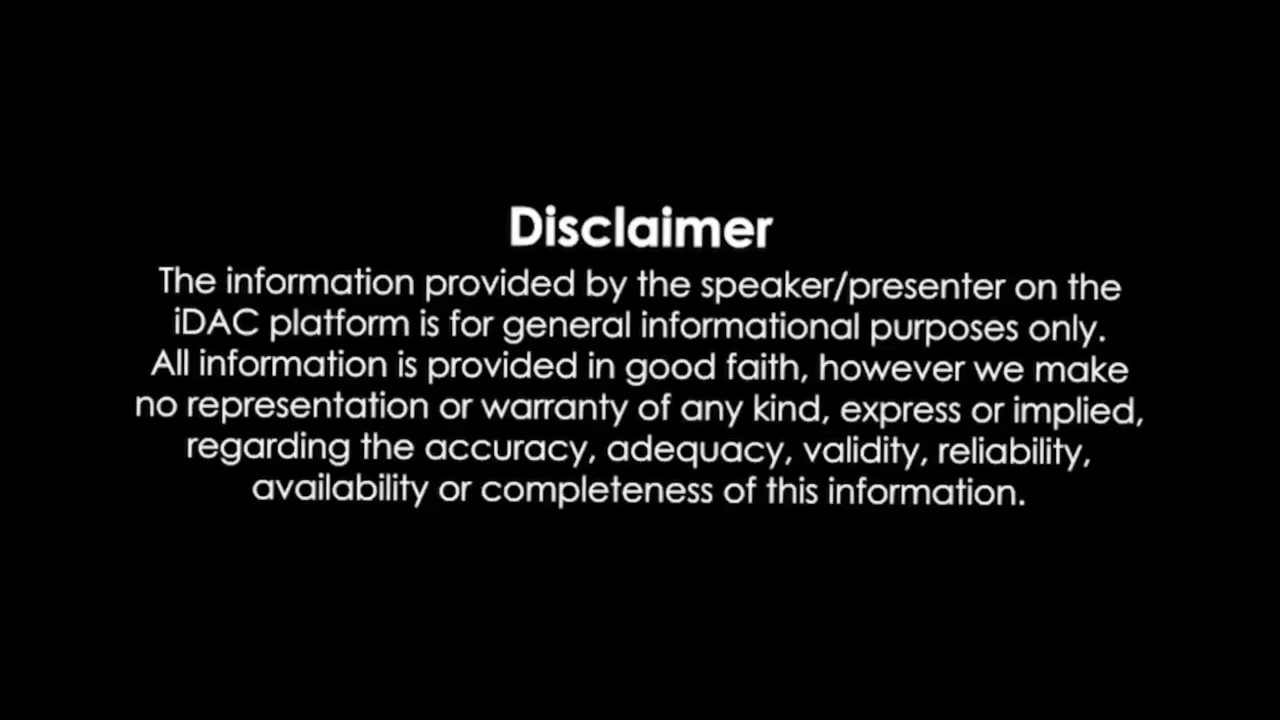 Disclaimer
The information provided by the speaker/presenter on the
iDAC platform is for general informational purposes only.
All information is provided in good faith, however we make
no representation or warranty of any kind, express or implied,
regarding the accuracy, adequacy, validity, reliability,
availability or completeness of this information.